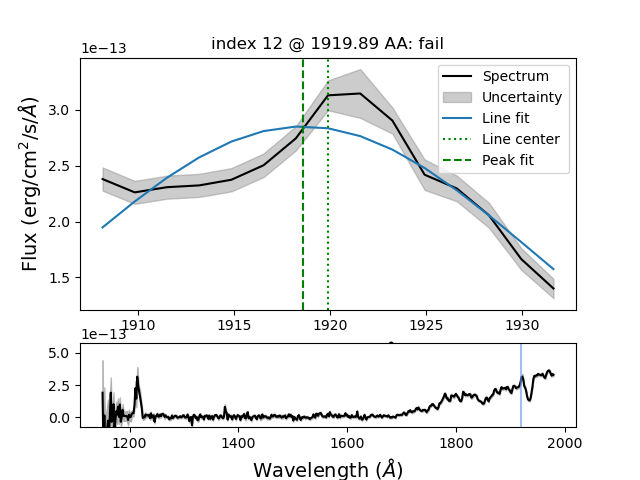 index 12 @ 1919.89 AA: fail
1e−13
Flux (erg/cm²/s/Å)
3.0
2.5
2.0
1.5
Spectrum
Uncertainty
Line fit
Line center
Peak fit
1910 1915 1920 1925 1930
1e−13
5.0
2.5
0.0
1200 1400 1600 1800 2000
Wavelength (Å)